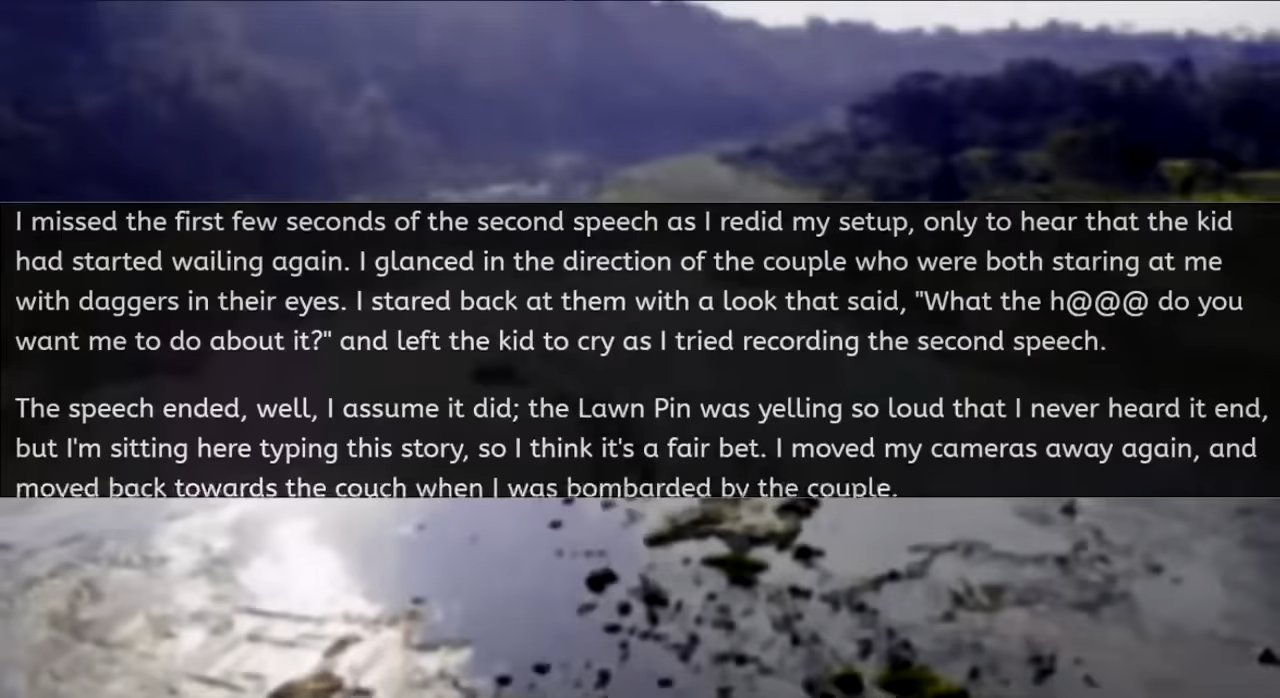 I missed the first few seconds of the second speech as I redid my setup, only to hear that the kid
had started wailing again. I glanced in the direction of the couple who were both staring at me
with daggers in their eyes. I stared back at them with a look that said, "What the h@@@ do you
want me to do about it?" and left the kid to cry as I tried recording the second speech.
The speech ended, well, I assume it did; the Lawn Pin was yelling so loud that I never heard it end,
but I'm sitting here typing this story, so I think it's a fair bet. I moved my cameras away again, and
moved back towards the couch when I was bombarded by the couple.